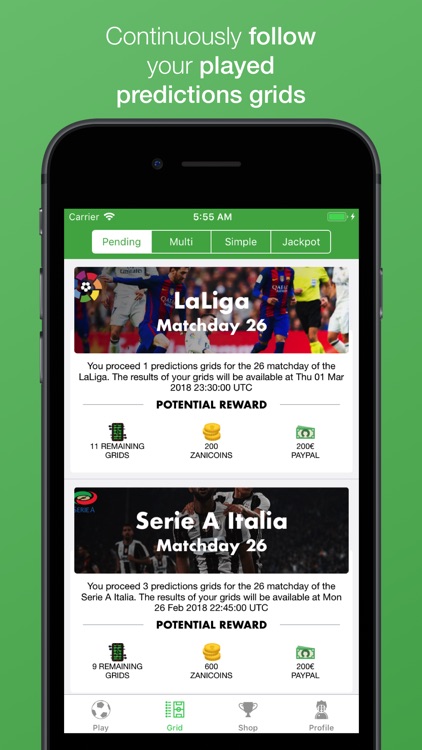 Continuously follow
your played
predictions grids
Carrier 5:55 AM
Pending Multi Simple Jackpot
LaLiga
Matchday 26
You proceed 1 predictions grids for the 26 matchday of the
LaLiga. The results of your grids will be available at Thu 01 Mar
2018 23:30:00 UTC
POTENTIAL REWARD
11 REMAINING
GRIDS
200
ZANICOINS
200€
PAYPAL
SERIE A
Serie A Italia
Matchday 26
You proceed 3 predictions grids for the 26 matchday of the
Serie A Italia. The results of your grids will be available at Mon
26 Feb 2018 22:45:00 UTC
POTENTIAL REWARD
9 REMAINING
GRIDS
600
ZANICOINS
200€
PAYPAL
Play Grid Shop Profile